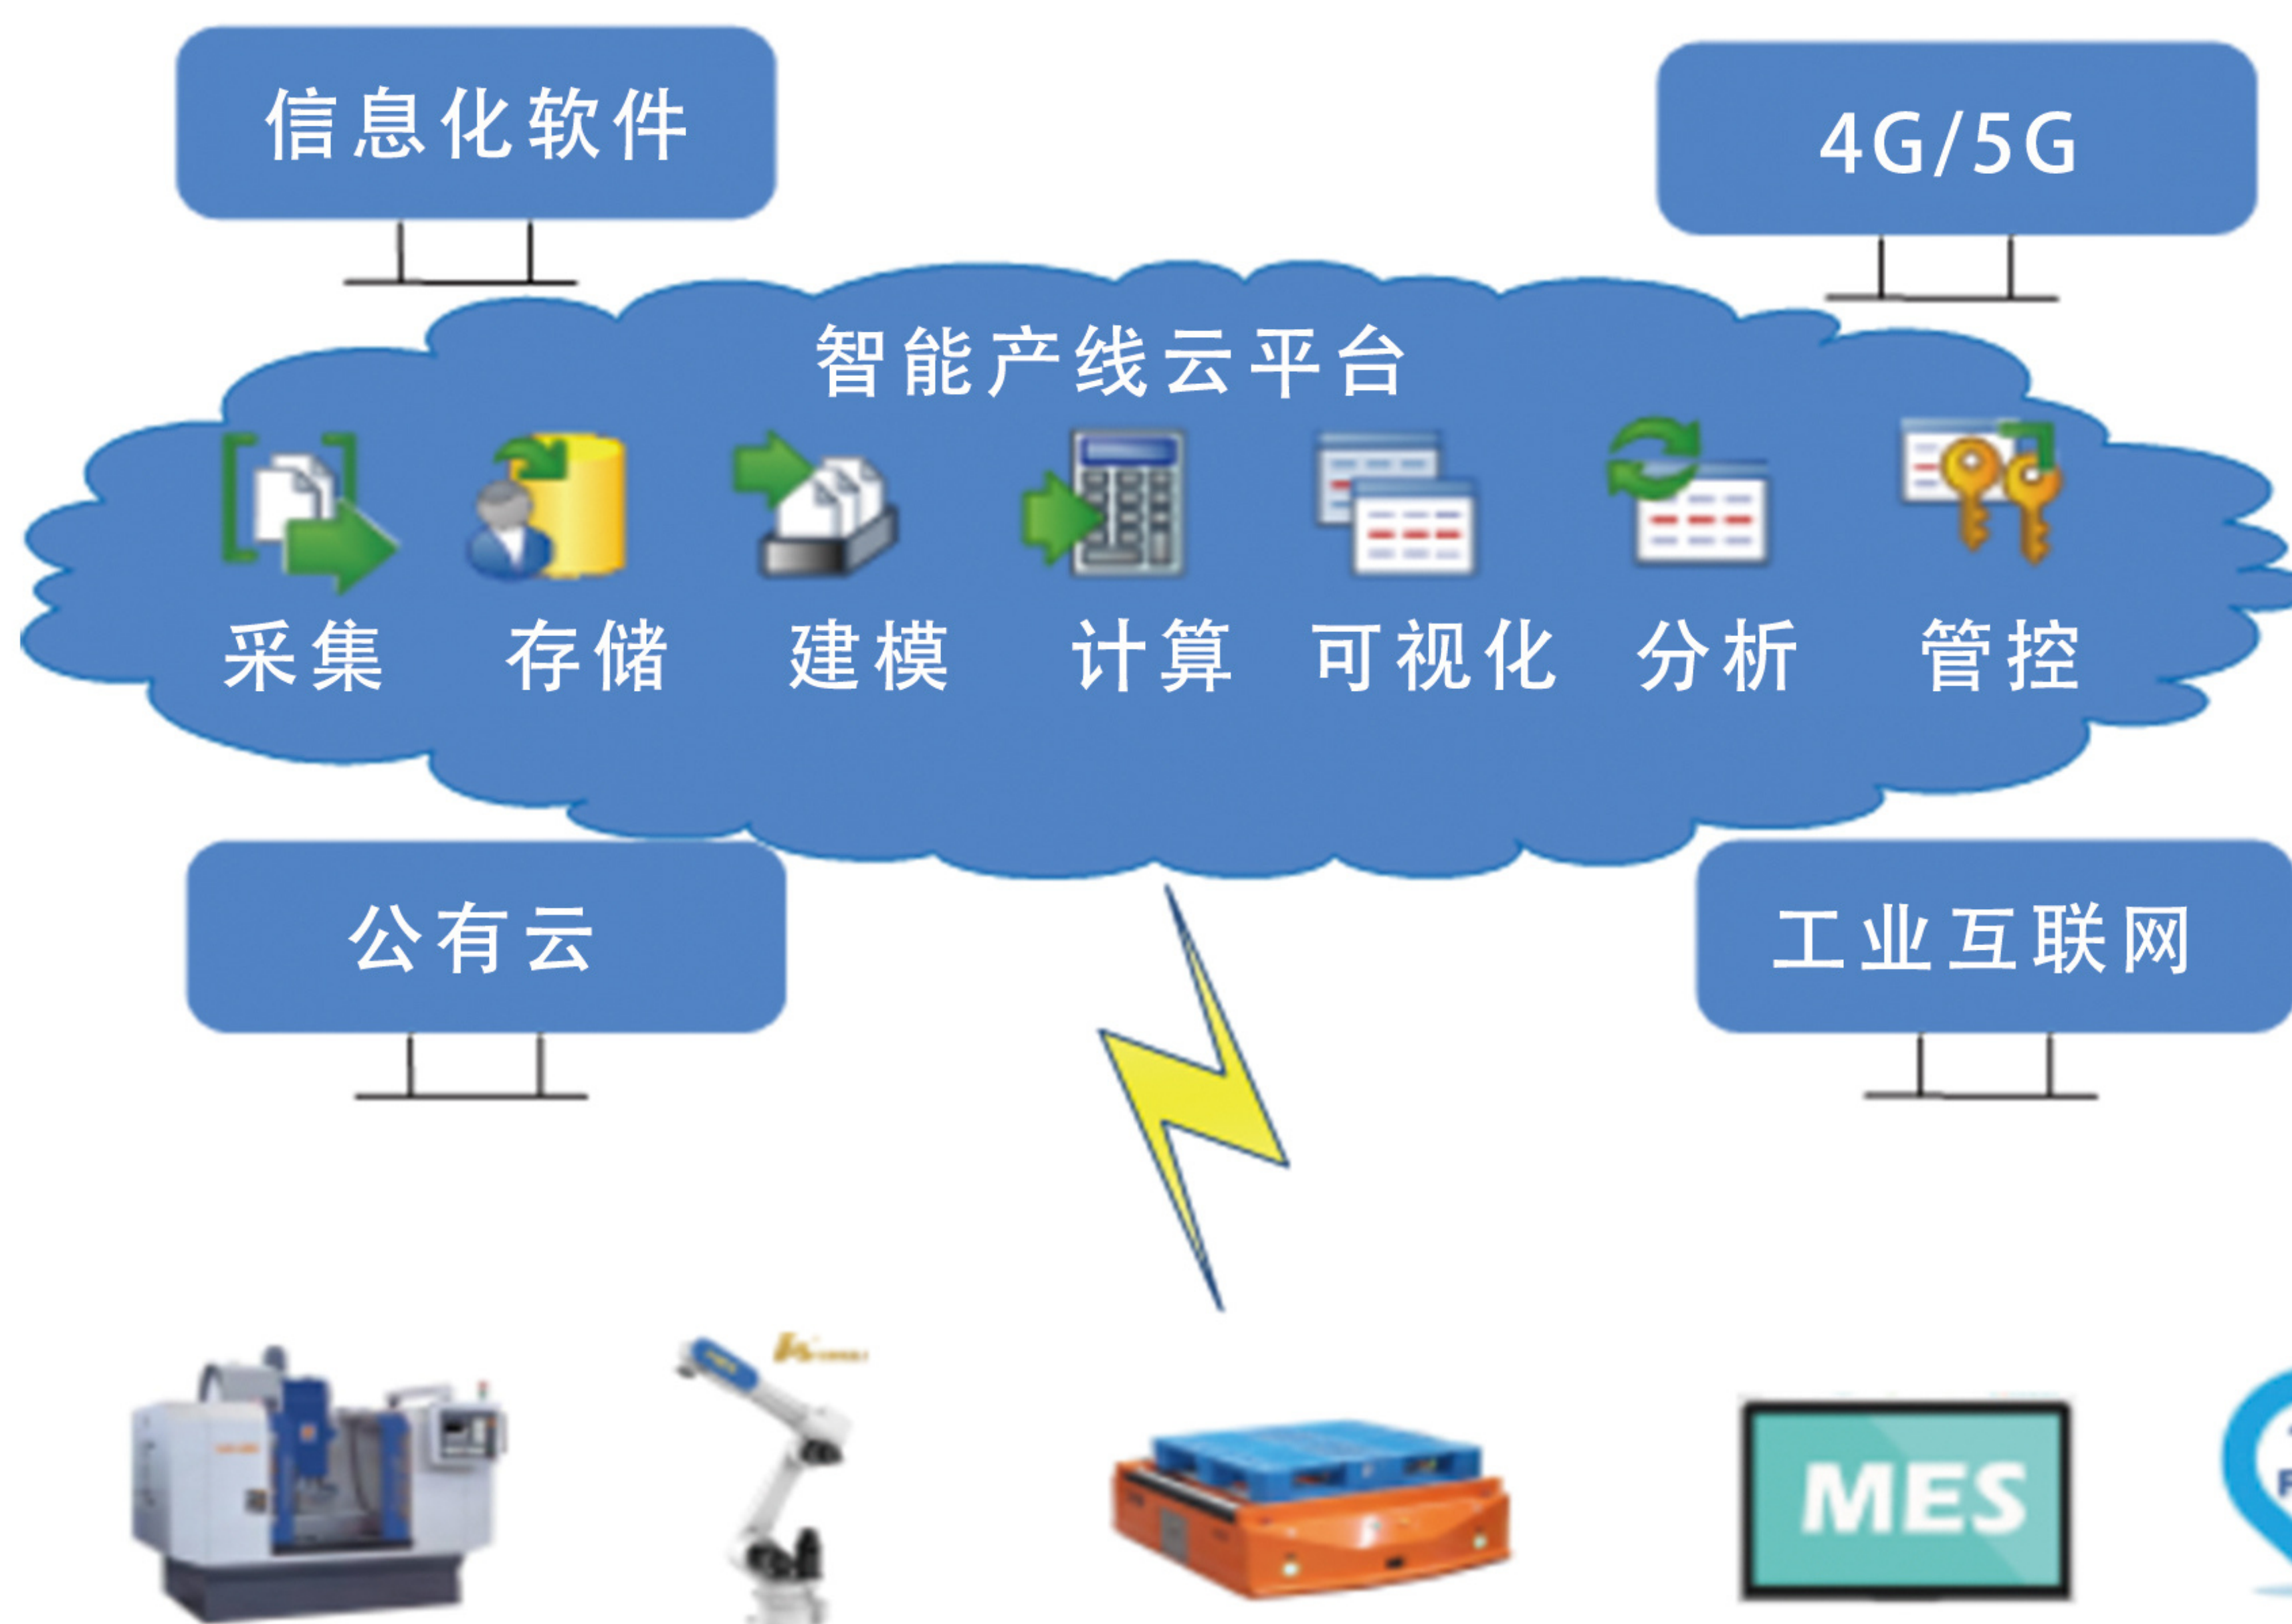 信息化软件
4G/5G
智能产线云平台
采集 存储 建模 计算 可视化 分析 管控
公有云
工业互联网
MES